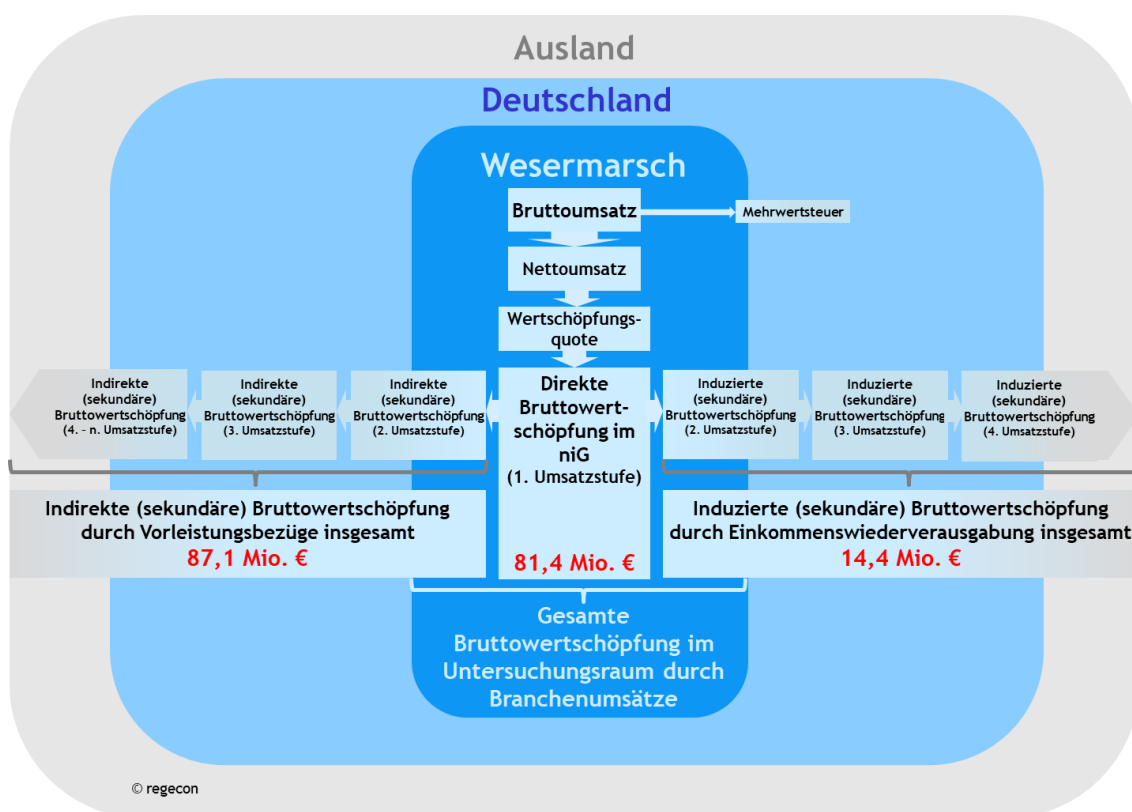 Ausland
Deutschland
Wesermarsch
Bruttoumsatz
Mehrwertsteuer
Nettoumsatz
Wertschöpfungs-
quote
Indirekte
(sekundäre)
Bruttowertschöpfung
(4. – n. Umsatzstufe)
Indirekte
(sekundäre)
Bruttowertschöpfung
(3. Umsatzstufe)
Indirekte
(sekundäre)
Bruttowertschöpfung
(2. Umsatzstufe)
Direkte
Bruttowert-
schöpfung im
niG
(1. Umsatzstufe)
81,4 Mio. €
Induzierte
(sekundäre)
Bruttowertschöpfung
(2. Umsatzstufe)
Induzierte
(sekundäre)
Bruttowertschöpfung
(3. Umsatzstufe)
Induzierte
(sekundäre)
Bruttowertschöpfung
(4. Umsatzstufe)
Indirekte (sekundäre) Bruttowertschöpfung
durch Vorleistungsbezüge insgesamt
87,1 Mio. €
Induzierte (sekundäre) Bruttowertschöpfung
durch Einkommenswiederverausgabung insgesamt
14,4 Mio. €
Gesamte
Bruttowertschöpfung im
Untersuchungsraum durch
Branchenumsätze
© regecon